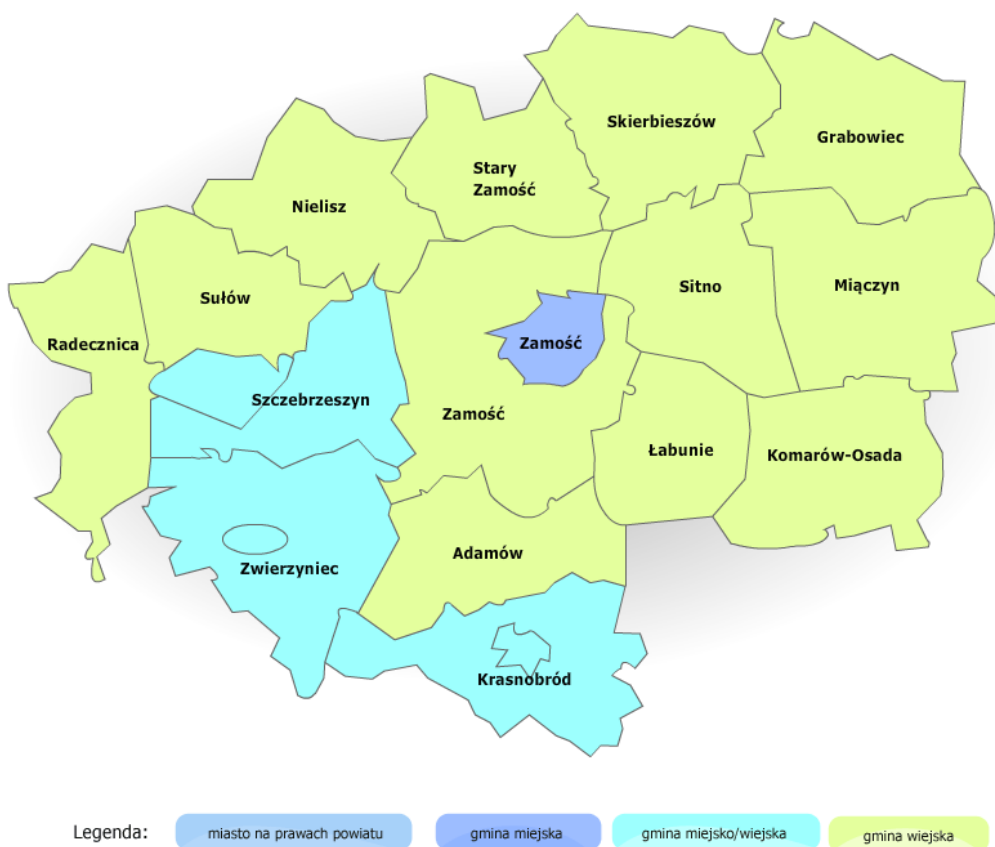 Skierbieszów
Grabowiec
Stary
Zamość
Nielisz
Sitno
Miączyn
Sułów
Radecznica
Zamość
Szczebrzeszyn
Zamość
Łabunie
Komarów-Osada
Adamów
Zwierzyniec
Krasnobród
Legenda: miasto na prawach powiatu gmina miejska gmina miejsko/wiejska gmina wiejska